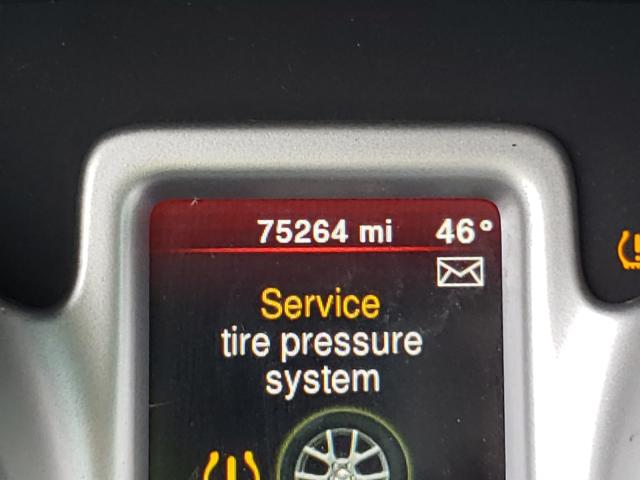 75264 mi 46°
Service
tire pressure
system